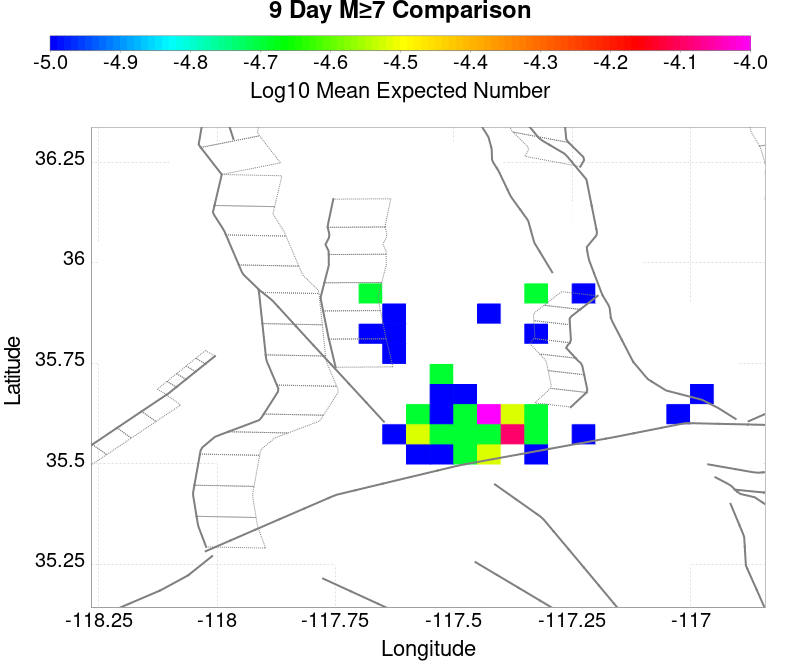 9 Day M≥7 Comparison
-5.0 -4.9 -4.8 -4.7 -4.6 -4.5 -4.4 -4.3 -4.2 -4.1 -4.0
Log10 Mean Expected Number
36.25
36
35.75
35.5
35.25
Latitude
-118.25 -118 -117.75 -117.5 -117.25 -117
Longitude